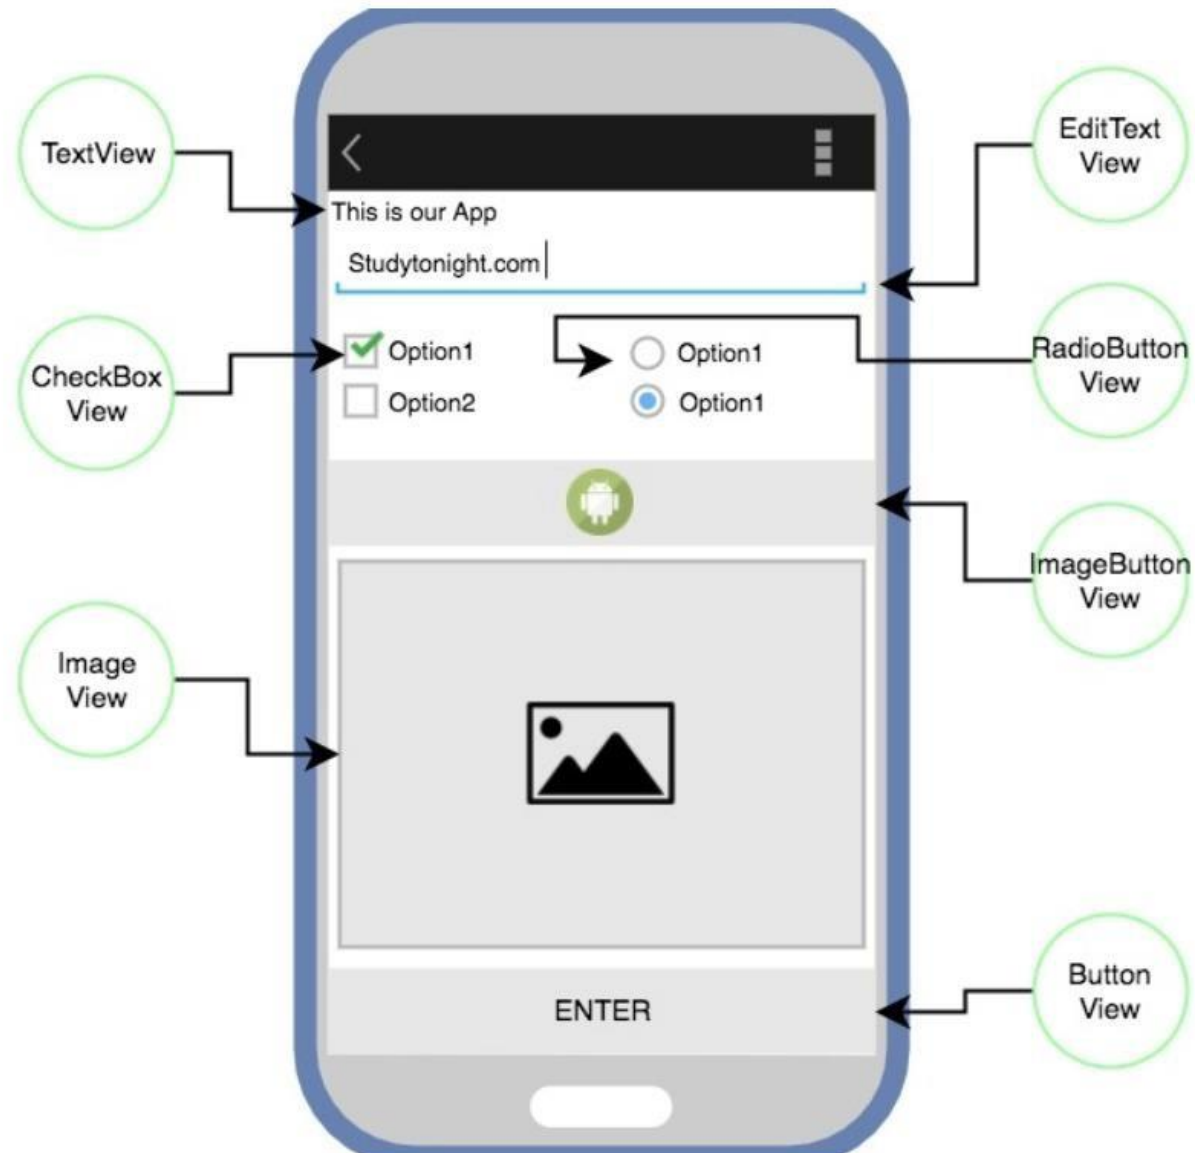 TextView
EditText
View
This is our App
Studytonight.com
CheckBox
View
Option1
Option2
Option1
Option1
RadioButton
View
ImageButton
View
Image
View
Button
View
ENTER